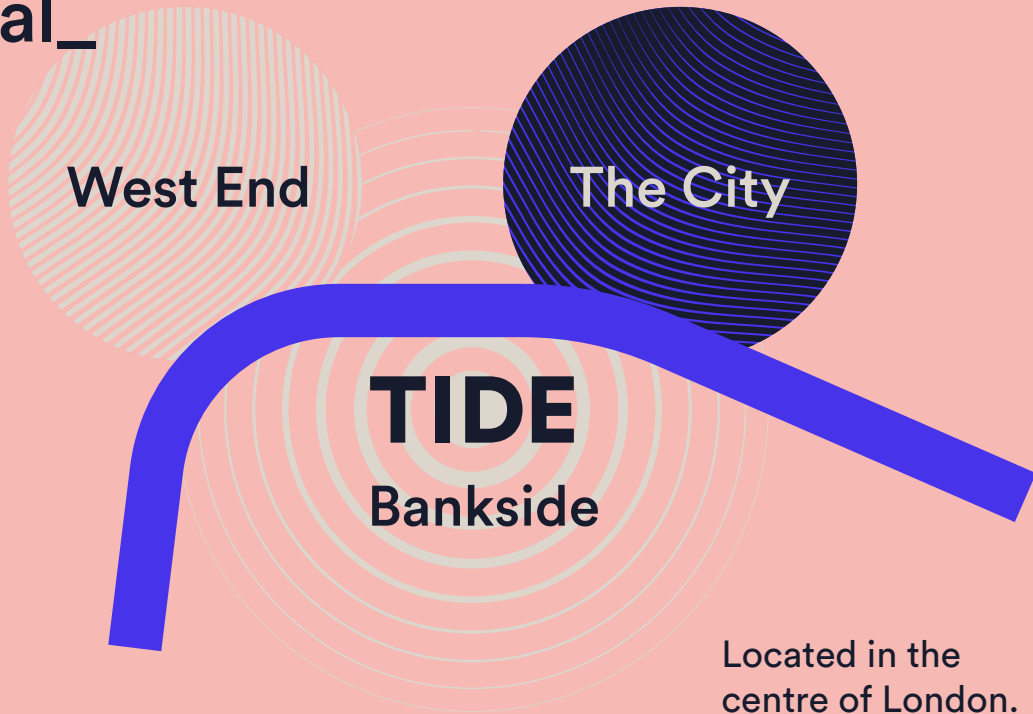 al_
West End
The City
TIDE
Bankside
Located in the
centre of London.